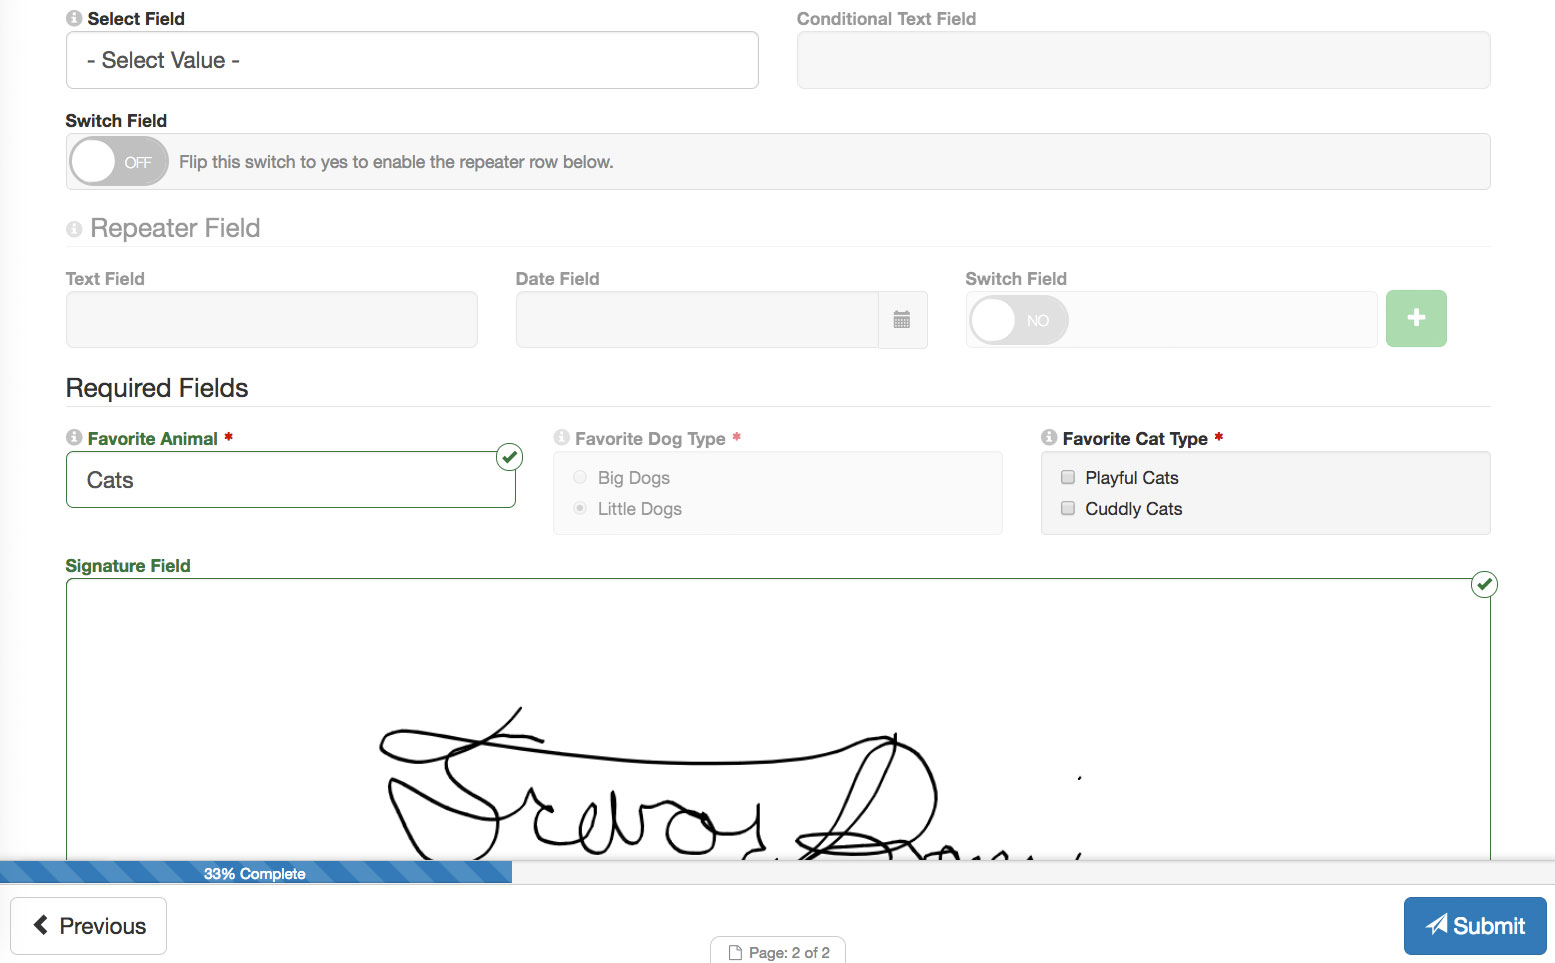 Select Field Conditional Text Field
- Select Value -
Switch Field
OFF Flip this switch to yes to enable the repeater row below.
Repeater Field
Text Field Date Field Switch Field
NO
Required Fields
Favorite Animal * Favorite Dog Type * Favorite Cat Type *
Cats Big Dogs Playful Cats
Little Dogs Cuddly Cats
Signature Field
Trevor
33% Complete
Previous Submit
Page: 2 of 2